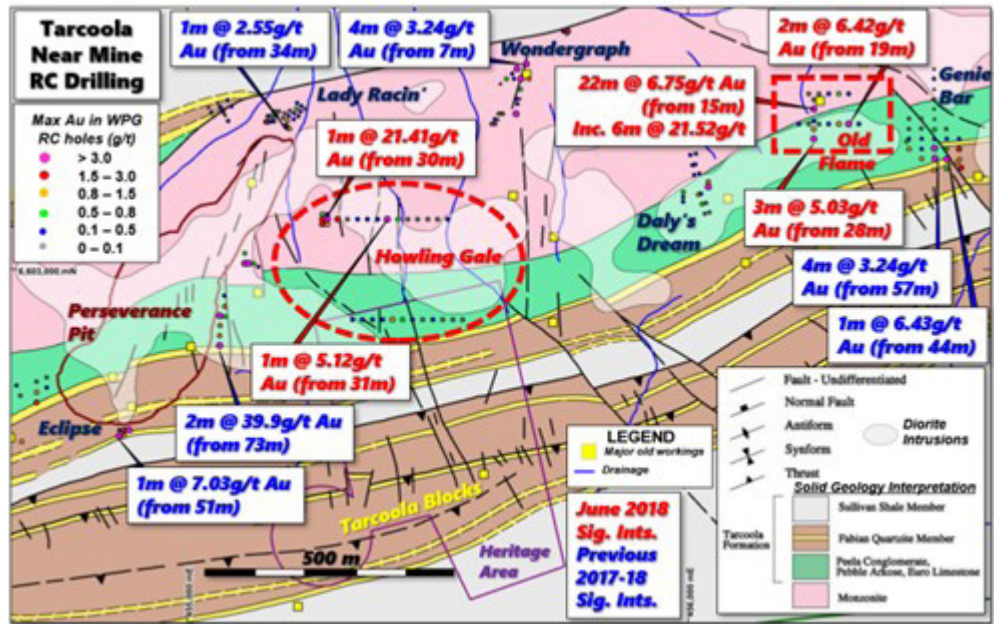 Tarcoola
Near Mine
RC Drilling
Max Au in WPG
RC holes (g/t)
> 3.0
1.5 – 3.0
0.8 – 1.5
0.5 – 0.8
0.1 – 0.5
0 – 0.1
1m @ 2.55g/t
Au (from 34m)
4m @ 3.24g/t
Au (from 7m)
Wondergraph
2m @ 6.42g/t
Au (from 19m)
Genie
Bar
Lady Racin'
22m @ 6.75g/t Au
(from 15m)
Inc. 6m @ 21.52g/t
1m @ 21.41g/t
Au (from 30m)
Old
Flame
Howling Gale
Daly's
Dream
3m @ 5.03g/t
Au (from 28m)
6,603,000 mN
Perseverance
Pit
4m @ 3.24g/t
Au (from 57m)
1m @ 6.43g/t
Au (from 44m)
1m @ 5.12g/t
Au (from 31m)
Eclipse
2m @ 39.9g/t Au
(from 73m)
1m @ 7.03g/t Au
(from 51m)
Tarcoola Blocks
500 m
Heritage
Area
LEGEND
Major old workings
Drainage
June 2018
Sig. Ints.
Previous
2017-18
Sig. Ints.
Fault - Undifferentiated
Normal Fault
Antiform
Synform
Thrust
Diorite
Intrusions
Solid Geology Interpretation
Tarcoola
Formation
Sullivan Shale Member
Fabian Quartzite Member
Peela Conglomerate,
Pebble Arkose, Euro Limestone
Monzonite
456,000 mE